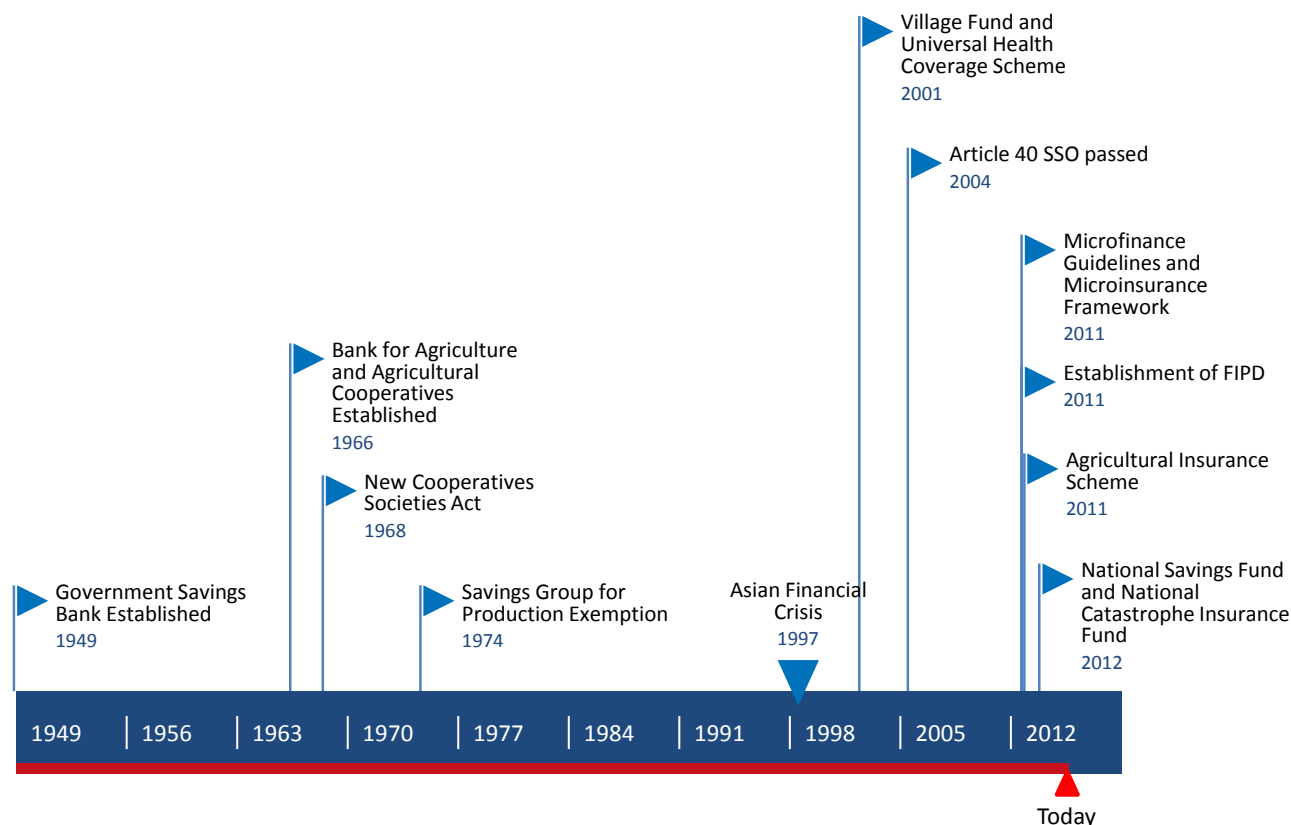 Village Fund and
Universal Health
Coverage Scheme
2001
Article 40 SSO passed
2004
Microfinance
Guidelines and
Microinsurance
Framework
2011
Bank for Agriculture
and Agricultural
Cooperatives
Established
1966
Establishment of FIPD
2011
Agricultural Insurance
Scheme
2011
New Cooperatives
Societies Act
1968
National Savings Fund
and National
Catastrophe Insurance
Fund
2012
Government Savings
Bank Established
1949
Savings Group for
Production Exemption
1974
Asian Financial
Crisis
1997
1949 1956 1963 1970 1977 1984 1991 1998 2005 2012
Today